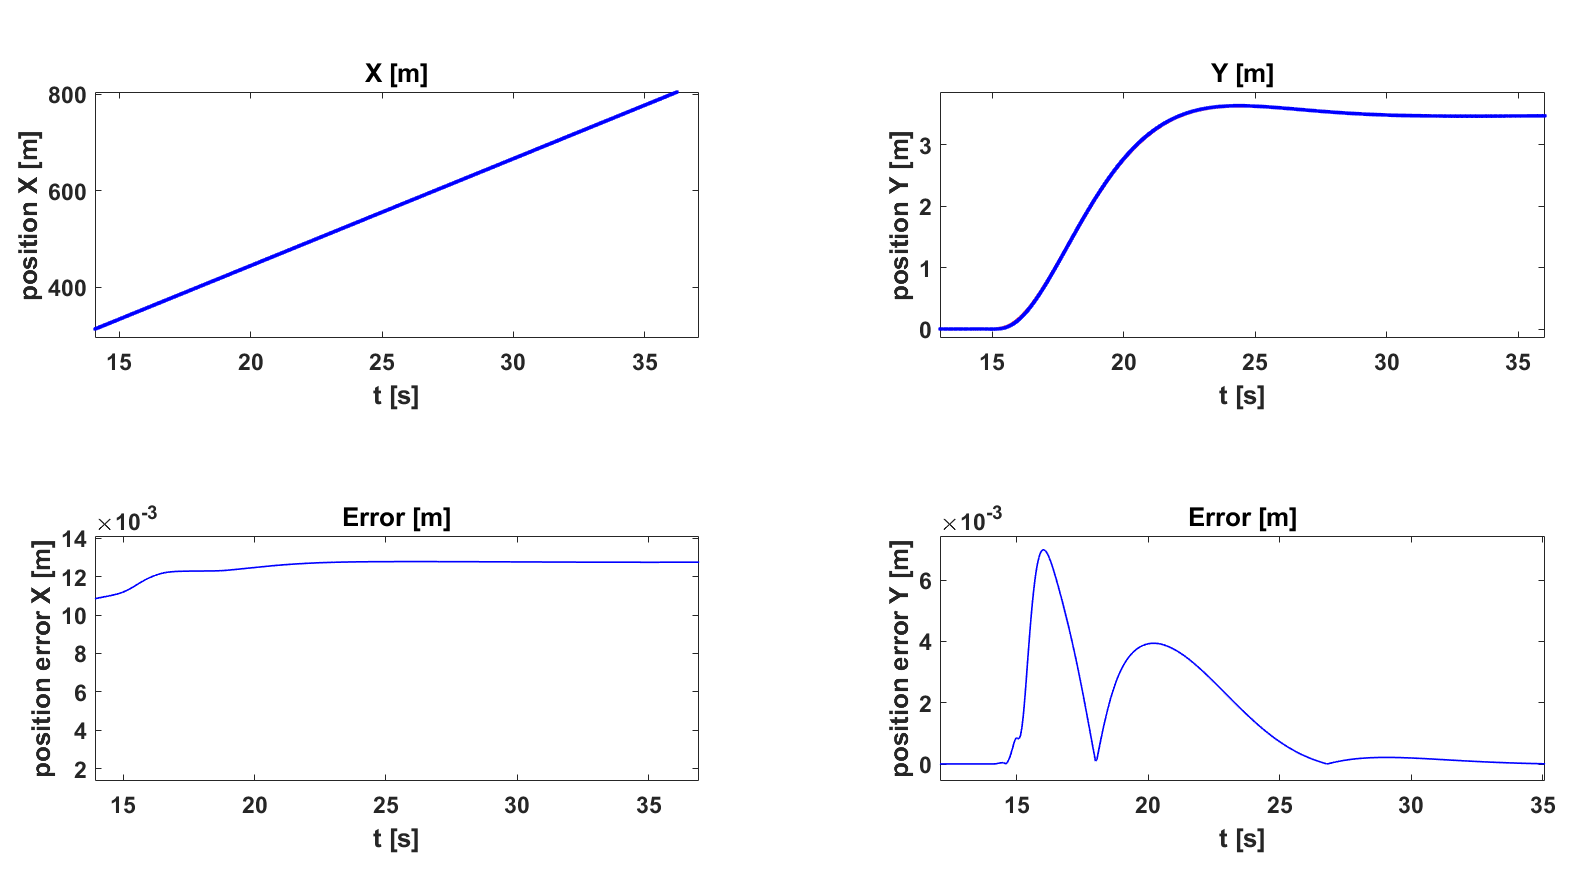 X [m]
position X [m]
800
600
400
15 20 25 30 35
t [s]
Y [m]
position Y [m]
3
2
1
0
15 20 25 30 35
t [s]
Error [m]
×10-3
position error X [m]
14
12
10
8
6
4
2
15 20 25 30 35
t [s]
Error [m]
×10-3
position error Y [m]
6
4
2
0
15 20 25 30 35
t [s]